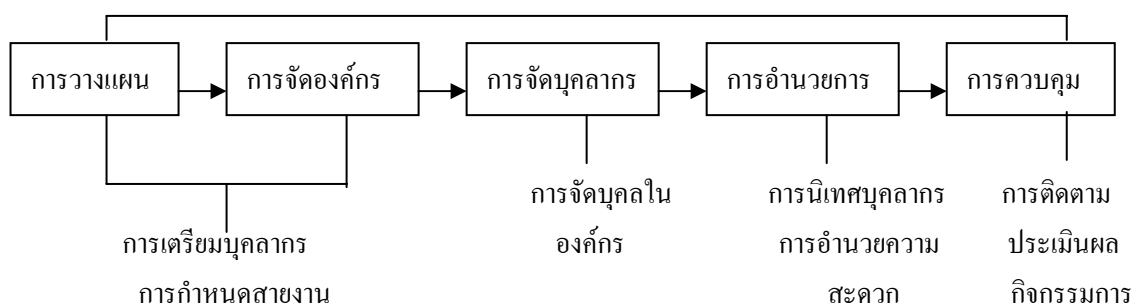 การวางแผน
การจัดองค์กร
การจัดบุคลากร
การอำนวยการ
การควบคุม
การเตรียมบุคลากร
การกำหนดสายงาน
การจัดบุคลใน
องค์กร
การนิเทศบุคลากร
การอำนวยความ
สะดวก
การติดตาม
ประเมินผล
กิจกรรมการ